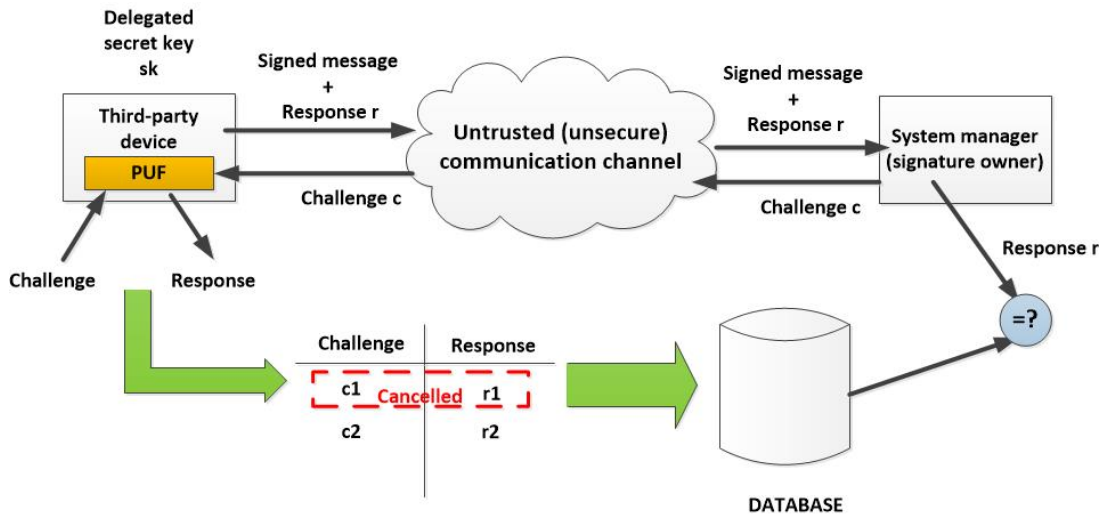 Delegated
secret key
sk
Signed message
+
Response r
Third-party
device
PUF
Challenge c
Challenge
Response
Untrusted (unsecure)
communication channel
Signed message
+
Response r
Challenge c
System manager
(signature owner)
Response r
=?
Challenge Response
c1 Cancelled r1
c2 r2
DATABASE